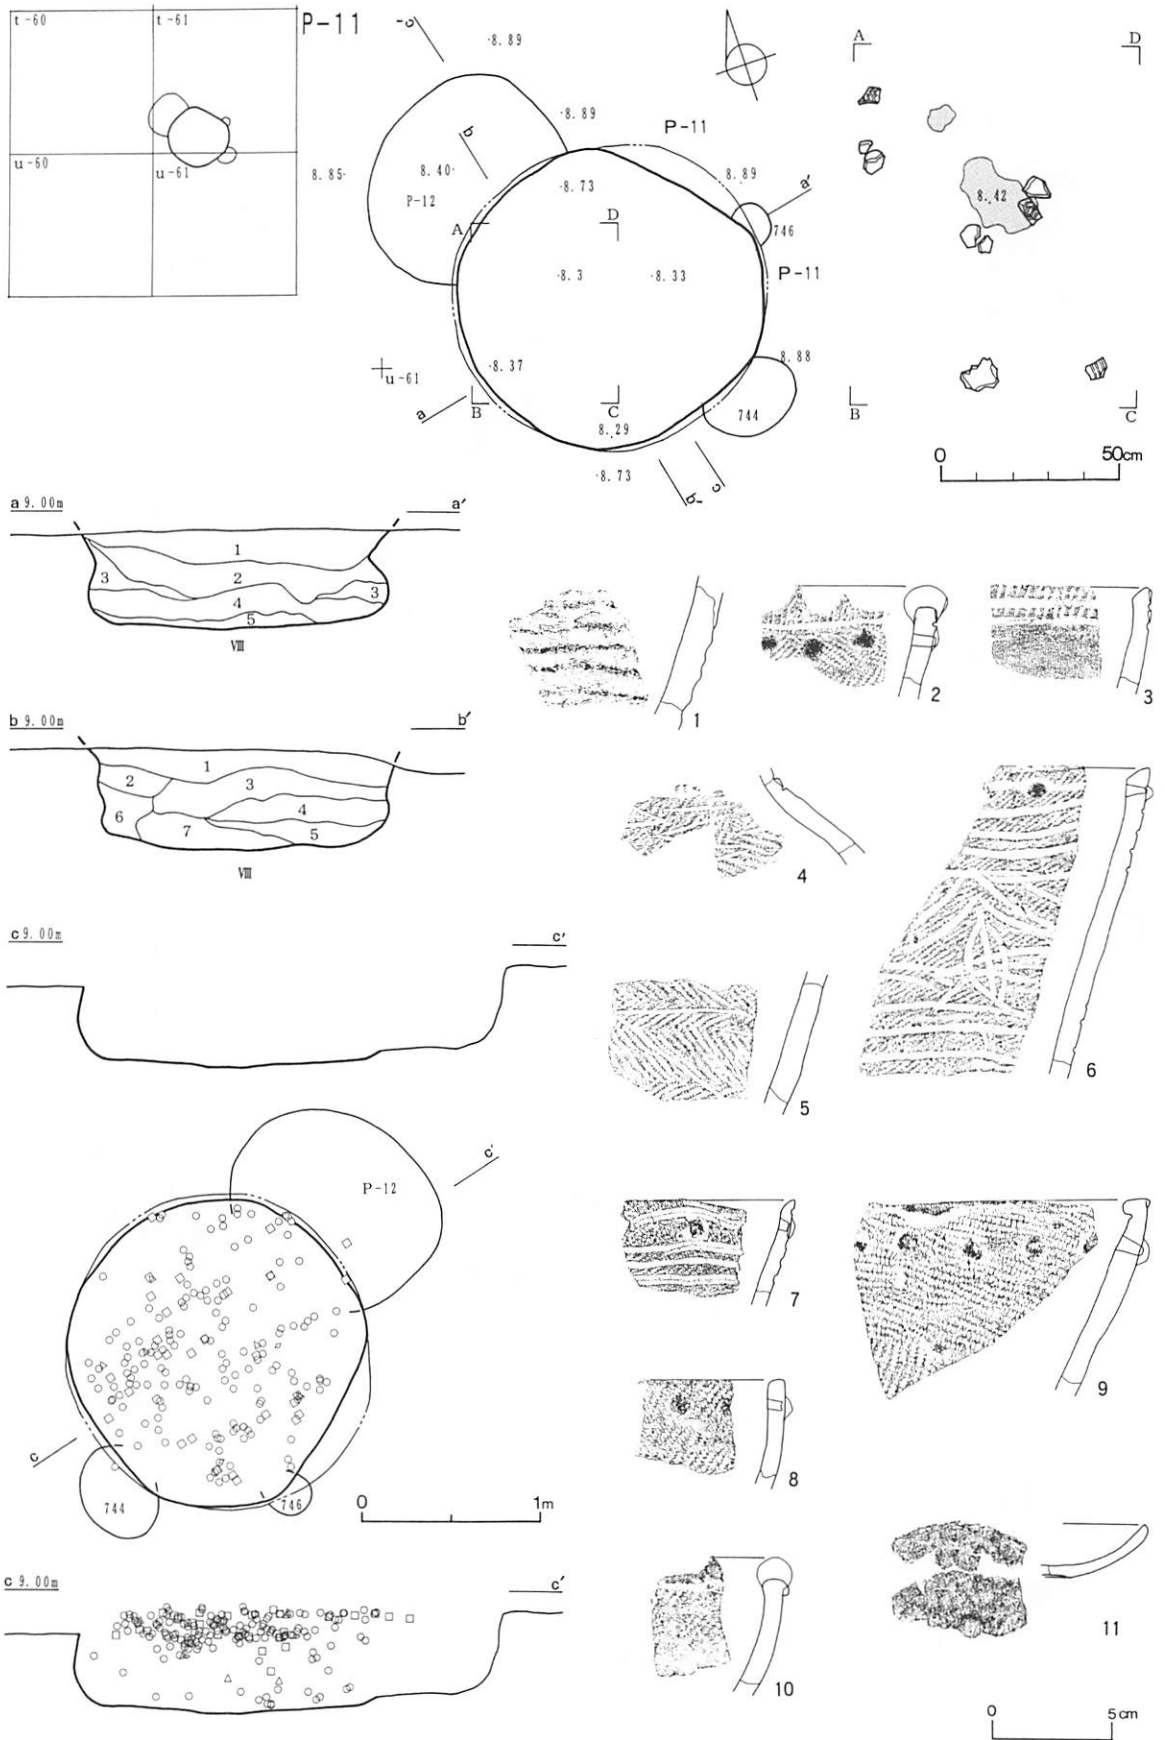 t-60
t-61
P-11
u-60
u-61
c
·8.89
·8.89
P-11
b
8.85·
8.40·
P-12
·8.73
8.89
a'
A
D
746
·8.3
·8.33
P-11
u-61
·8.37
8.88
a
B
C
744
8.29
·8.73
b'
c'
A
D
8.42
B
C
0
50cm
a 9.00m
a'
1
2
3
3
4
5
VIII
b 9.00m
b'
1
2
3
4
6
7
5
VIII
c 9.00m
c'
P-12
c'
c
744
746
0
1m
c 9.00m
c'
1
2
3
4
5
6
7
8
9
10
11
0
5cm